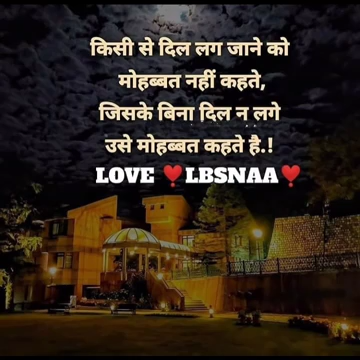 किसी से दिल लग जाने को
मोहब्बत नहीं कहते,
जिसके बिना दिल न लगे
उसे मोहब्बत कहते है.!
LOVE ❣LBSNAA❣